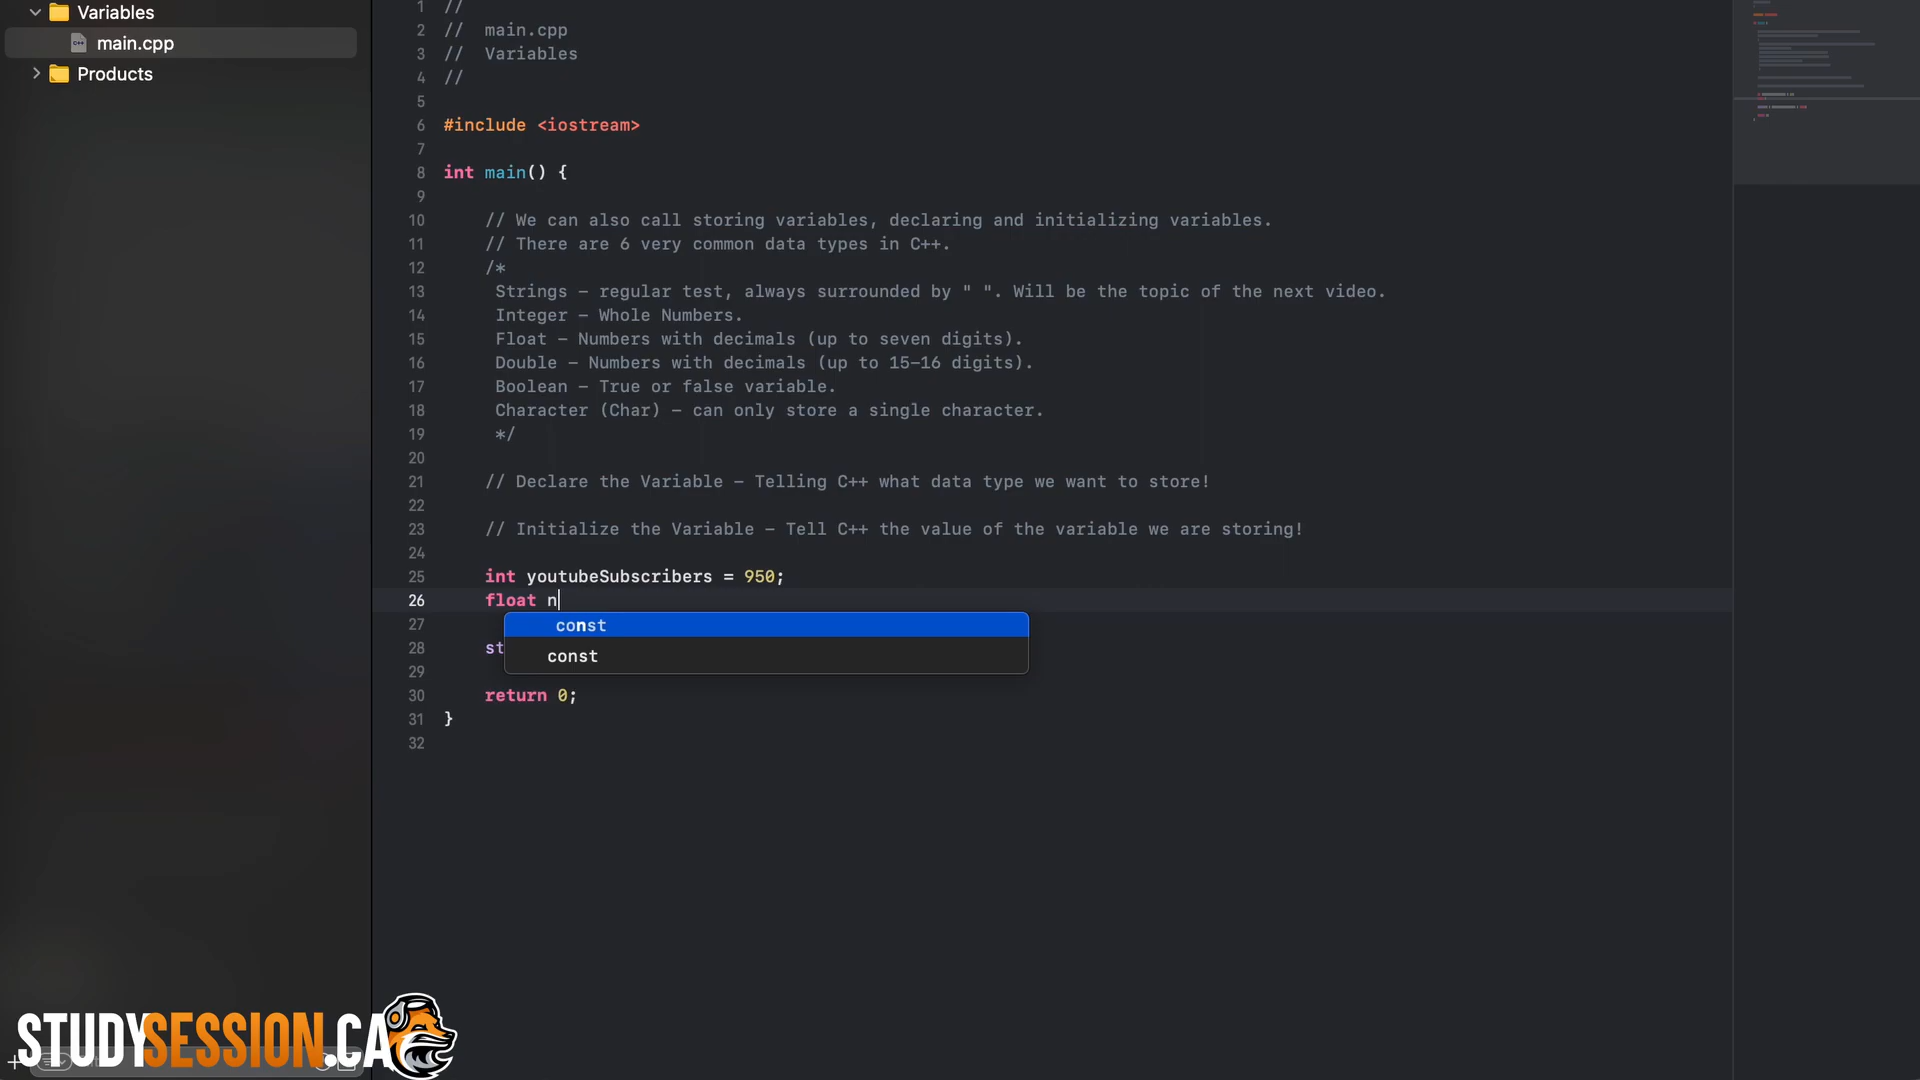 Variables
main.cpp
Products
1 //
2 // main.cpp
3 // Variables
4 //
5
6 #include <iostream>
7
8 int main() {
9
10 // We can also call storing variables, declaring and initializing variables.
11 // There are 6 very common data types in C++.
12 /*
13 Strings – regular test, always surrounded by " ". Will be the topic of the next video.
14 Integer – Whole Numbers.
15 Float – Numbers with decimals (up to seven digits).
16 Double – Numbers with decimals (up to 15–16 digits).
17 Boolean – True or false variable.
18 Character (Char) – can only store a single character.
19 */
20
21 // Declare the Variable – Telling C++ what data type we want to store!
22
23 // Initialize the Variable – Tell C++ the value of the variable we are storing!
24
25 int youtubeSubscribers = 950;
26 float n
const
27
28 st
const
29
30 return 0;
31 }
32
STUDYSESSION.CA